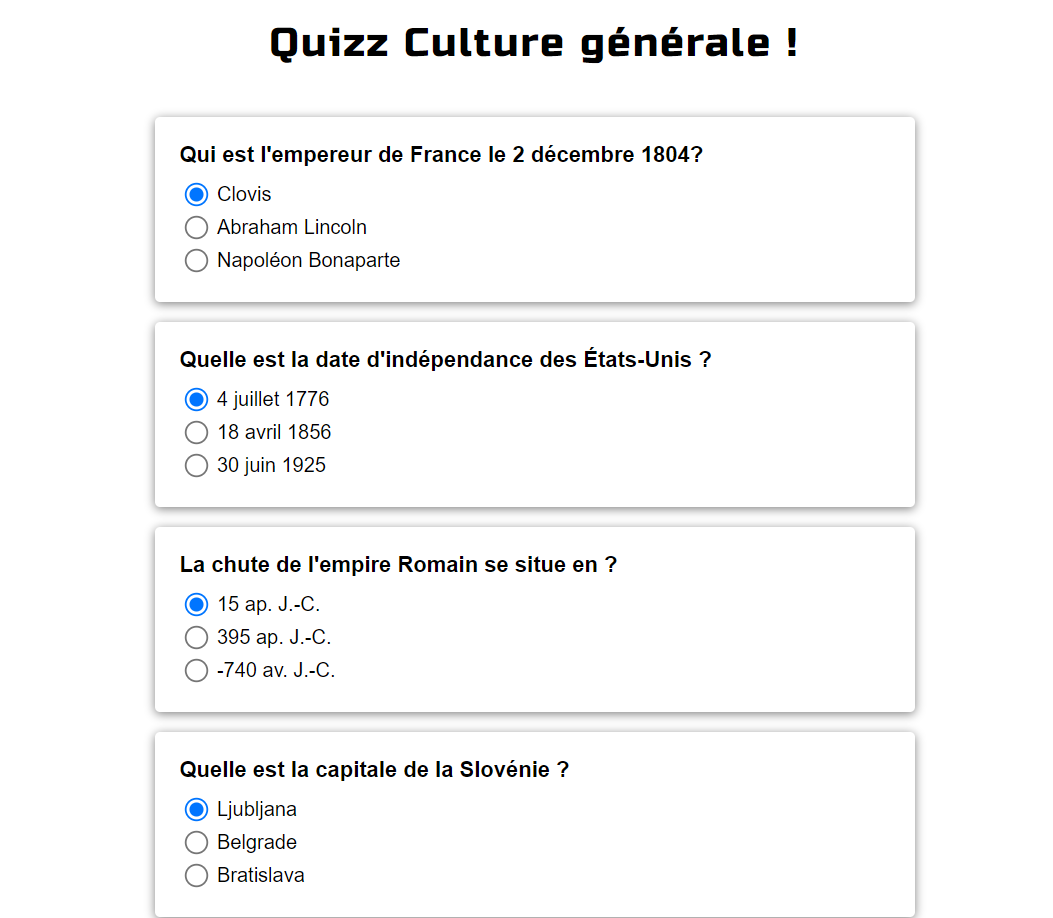 Quizz Culture générale !
Qui est l'empereur de France le 2 décembre 1804?
Clovis
Abraham Lincoln
Napoléon Bonaparte
Quelle est la date d'indépendance des États-Unis ?
4 juillet 1776
18 avril 1856
30 juin 1925
La chute de l'empire Romain se situe en ?
15 ap. J.-C.
395 ap. J.-C.
-740 av. J.-C.
Quelle est la capitale de la Slovénie ?
Ljubljana
Belgrade
Bratislava